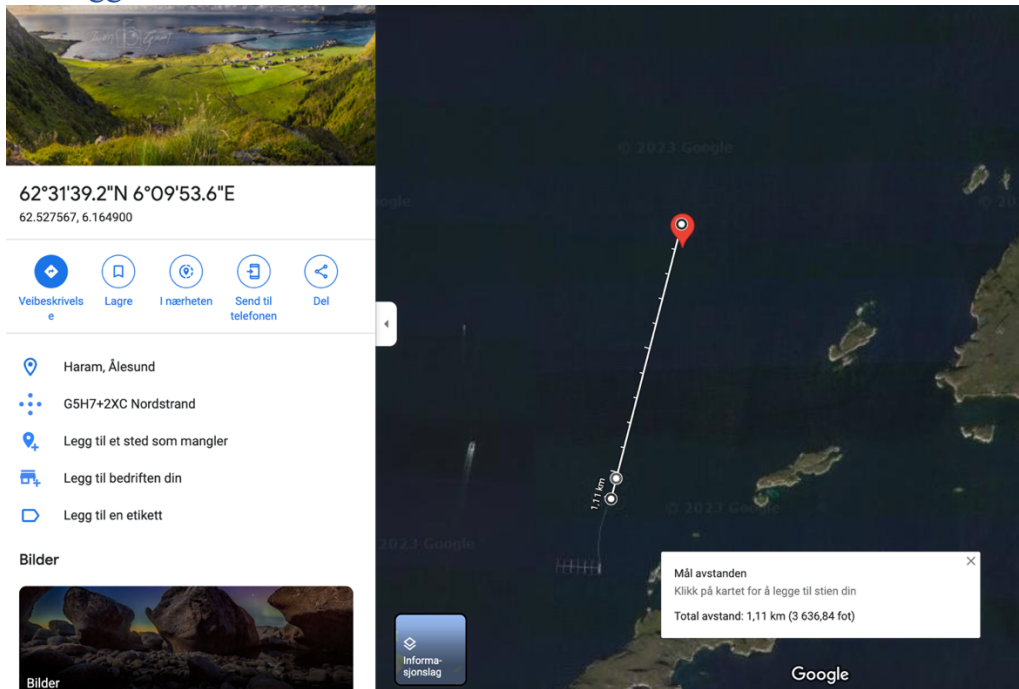 62°31'39.2"N 6°09'53.6"E
62.527567, 6.164900
Veibeskrivels
e
Lagre
I nærheten
Send til
telefonen
Del
Haram, Ålesund
G5H7+2XC Nordstrand
Legg til et sted som mangler
Legg til bedriften din
Legg til en etikett
Bilder
Bilder
© 2023 Google
ogle
© 20
1,11 km
© 2023 Google
2023 Google
Mål avstanden
Klikk på kartet for å legge til stien din
Total avstand: 1,11 km (3 636,84 fot)
Informa-
sjonslag
Google